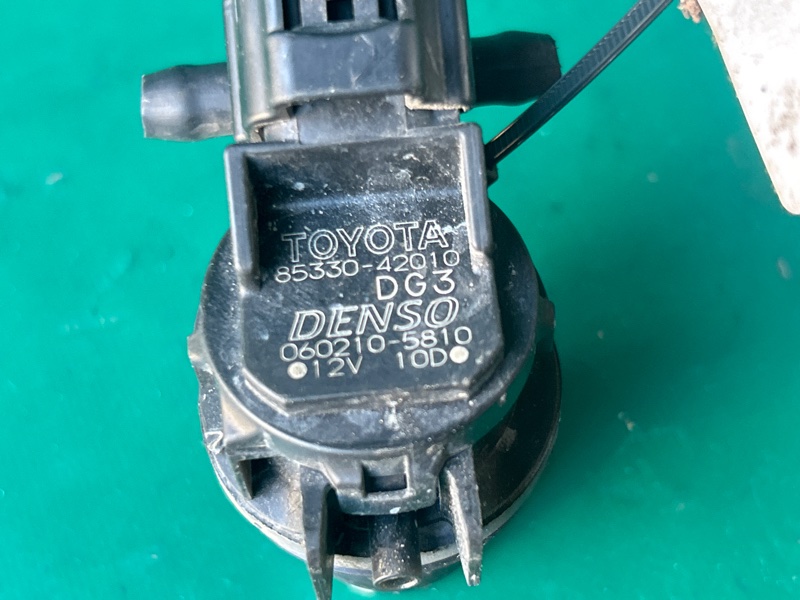 TOYOTA
85330-42010
DG3
DENSO
060210-5810
12V 10D